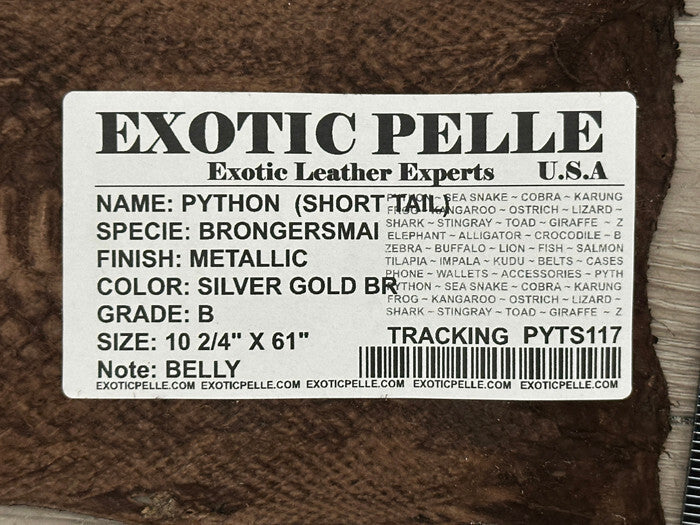 EXOTIC PELLE
Exotic Leather Experts U.S.A
NAME: PYTHON (SHORT TAIL)
SPECIE: BRONGERSMAI
FINISH: METALLIC
COLOR: SILVER GOLD BR
GRADE: B
SIZE: 10 2/4" X 61"
Note: BELLY
~ SEA SNAKE ~ COBRA ~ KARUNG
FROG ~ KANGAROO ~ OSTRICH ~ LIZARD ~
SHARK ~ STINGRAY ~ TOAD ~ GIRAFFE ~ Z
ELEPHANT ~ ALLIGATOR ~ CROCODILE ~ B
ZEBRA ~ BUFFALO ~ LION ~ FISH ~ SALMON
TILAPIA ~ IMPALA ~ KUDU ~ BELTS ~ CASES
PHONE ~ WALLETS ~ ACCESSORIES ~ PYTH
PYTHON ~ SEA SNAKE ~ COBRA ~ KARUNG
FROG ~ KANGAROO ~ OSTRICH ~ LIZARD ~
SHARK ~ STINGRAY ~ TOAD ~ GIRAFFE ~ Z
TRACKING PYTS117
EXOTICPELLE.COM EXOTICPELLE.COM EXOTICPELLE.COM EXOTICPELLE.COM EXOTICPELLE.COM